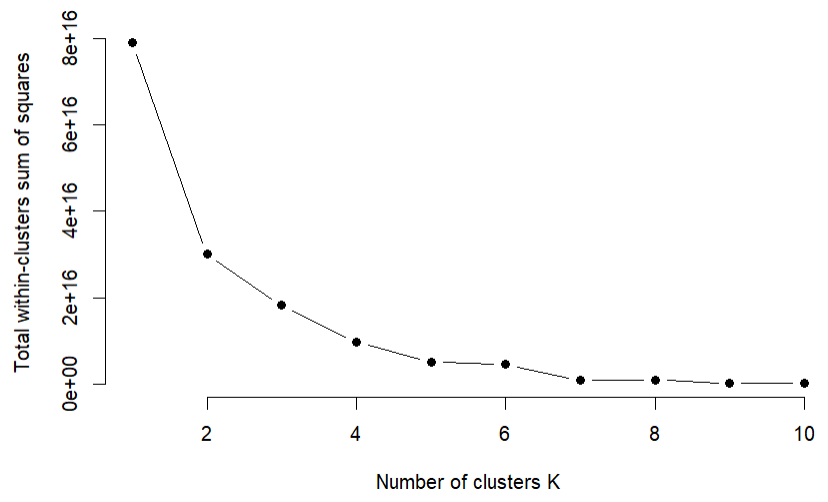 Total within-clusters sum of squares
8e+16
6e+16
4e+16
2e+16
0e+00
2 4 6 8 10
Number of clusters K